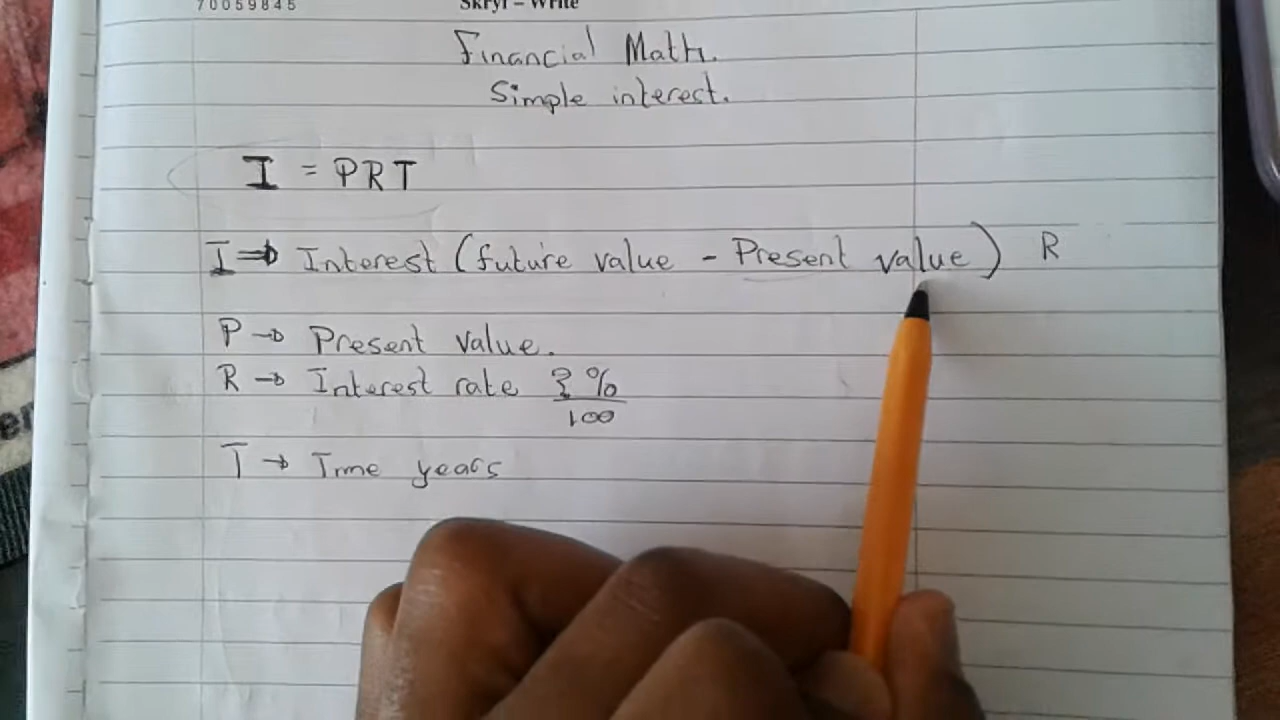 70059845 Skryf – Write
Financial Math.
Simple interest.
I = PRT
I ⇒ Interest (future value - Present value) R
P → Present value.
R → Interest rate ? %
100
T → Time years